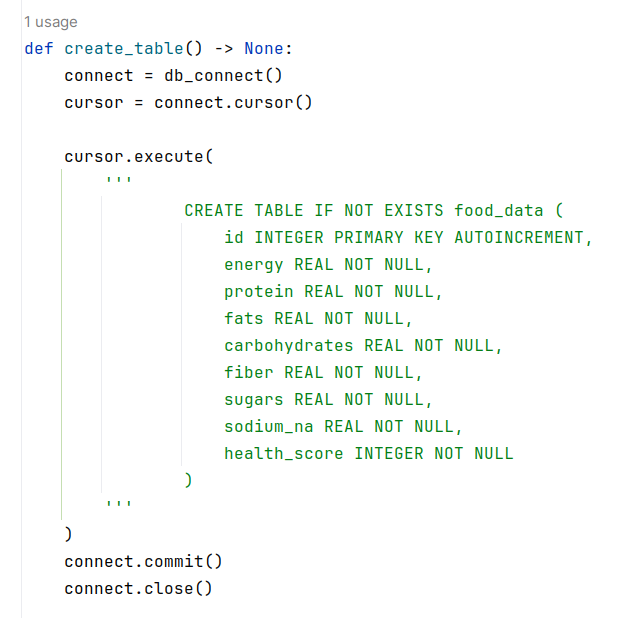 1 usage
def create_table() -> None:
    connect = db_connect()
    cursor = connect.cursor()

    cursor.execute(
        '''
                CREATE TABLE IF NOT EXISTS food_data (
                    id INTEGER PRIMARY KEY AUTOINCREMENT,
                    energy REAL NOT NULL,
                    protein REAL NOT NULL,
                    fats REAL NOT NULL,
                    carbohydrates REAL NOT NULL,
                    fiber REAL NOT NULL,
                    sugars REAL NOT NULL,
                    sodium_na REAL NOT NULL,
                    health_score INTEGER NOT NULL
                )
        '''
    )
    connect.commit()
    connect.close()